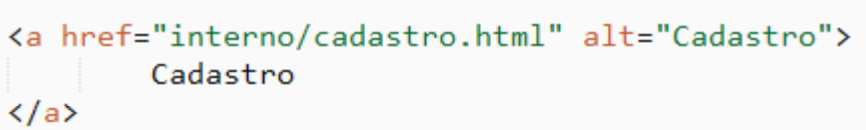 <a href="interno/cadastro.html" alt="Cadastro">
Cadastro
</a>